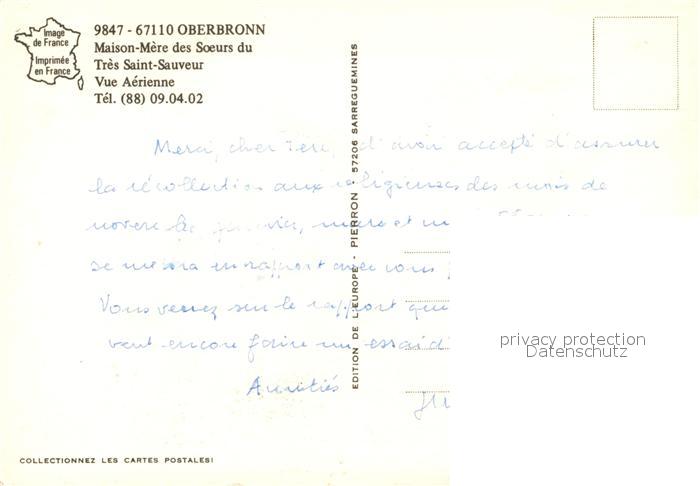 Image
de France
Imprimée
en France
9847 - 67110 OBERBRONN
Maison-Mère des Sœurs du
Très Saint-Sauveur
Vue Aérienne
Tél. (88) 09.04.02
EDITION DE L'EUROPE - PIERRON - 57206 SARREGUEMINES
Merci, cher Père, d'avoir accepté d'assurer
la récollection aux religieuses des mois de
novembre, janvier, mars et
se mettra en rapport avec vous
Vous verrez sur le rapport
veut encore faire un essai
Amitiés
privacy protection
Datenschutz
COLLECTIONNEZ LES CARTES POSTALES!